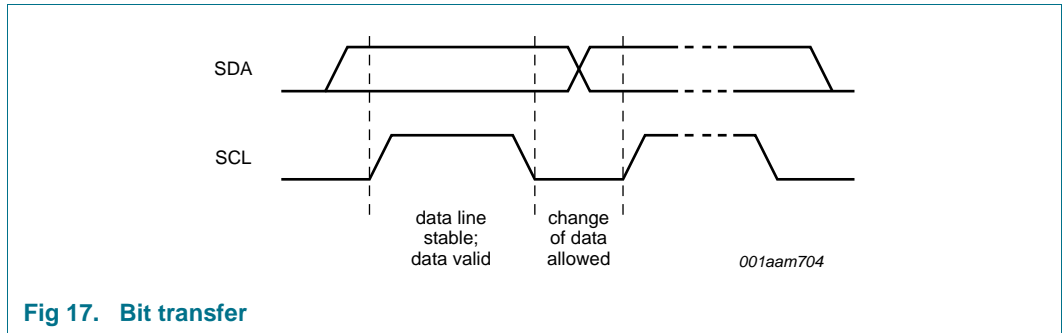 SDA
SCL
data line
stable;
data valid
change
of data
allowed
001aam704
Fig 17. Bit transfer